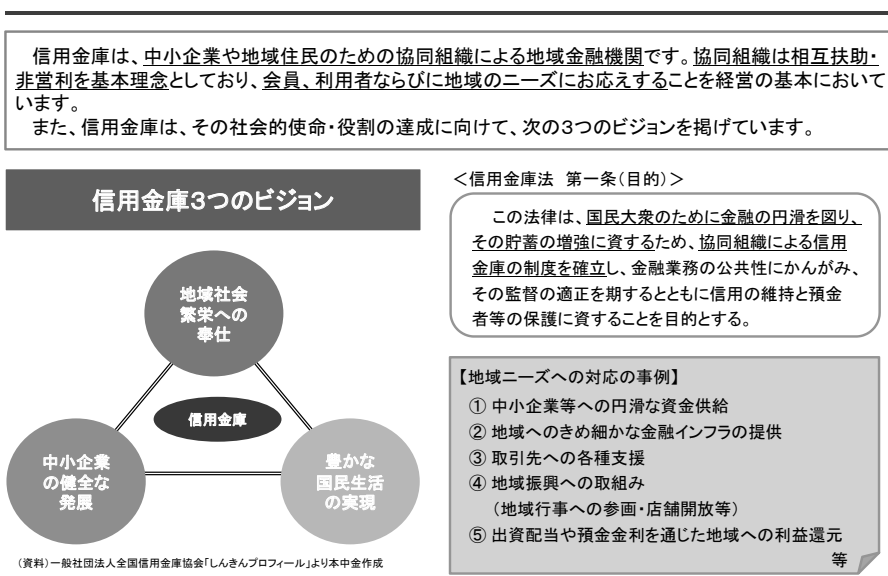 信用金庫は、中小企業や地域住民のための協同組織による地域金融機関です。協同組織は相互扶助・
非営利を基本理念としており、会員、利用者ならびに地域のニーズにお応えすることを経営の基本において
います。
また、信用金庫は、その社会的使命・役割の達成に向けて、次の3つのビジョンを掲げています。
信用金庫3つのビジョン
地域社会
繁栄への
奉仕
信用金庫
中小企業
の健全な
発展
豊かな
国民生活
の実現
(資料)一般社団法人全国信用金庫協会「しんきんプロフィール」より本中金作成
<信用金庫法 第一条(目的)>
この法律は、国民大衆のために金融の円滑を図り、
その貯蓄の増強に資するため、協同組織による信用
金庫の制度を確立し、金融業務の公共性にかんがみ、
その監督の適正を期するとともに信用の維持と預金
者等の保護に資することを目的とする。
【地域ニーズへの対応の事例】
① 中小企業等への円滑な資金供給
② 地域へのきめ細かな金融インフラの提供
③ 取引先への各種支援
④ 地域振興への取組み
(地域行事への参画・店舗開放等)
⑤ 出資配当や預金金利を通じた地域への利益還元
等